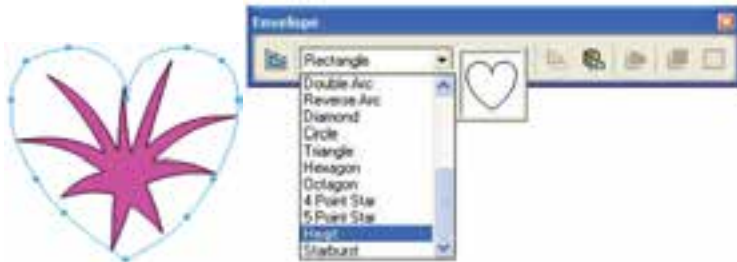 Envelope
Rectangle
Double Arc
Reverse Arc
Diamond
Circle
Triangle
Hexagon
Octagon
4 Point Star
5 Point Star
Heart
Starburst